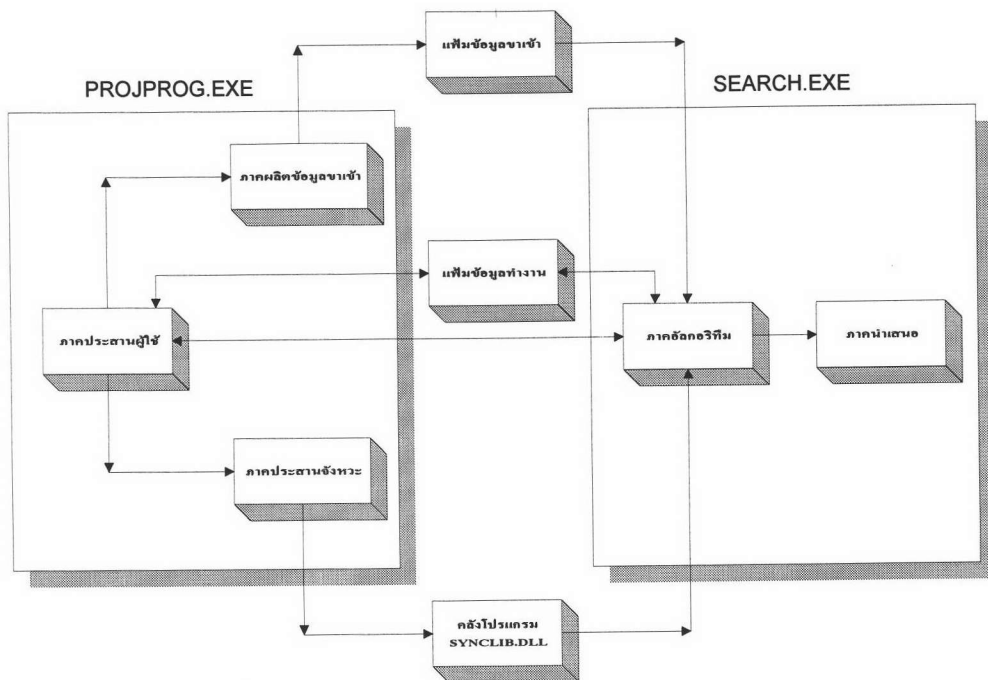 แฟ้มข้อมูลขาเข้า
PROJPROG.EXE
SEARCH.EXE
ภาคผลิตข้อมูลขาเข้า
แฟ้มข้อมูลทำงาน
ภาคประสานผู้ใช้
ภาคอัลกอริทึม
ภาคนำเสนอ
ภาคประสานจังหวะ
คลังโปรแกรม
SYNCLIB.DLL